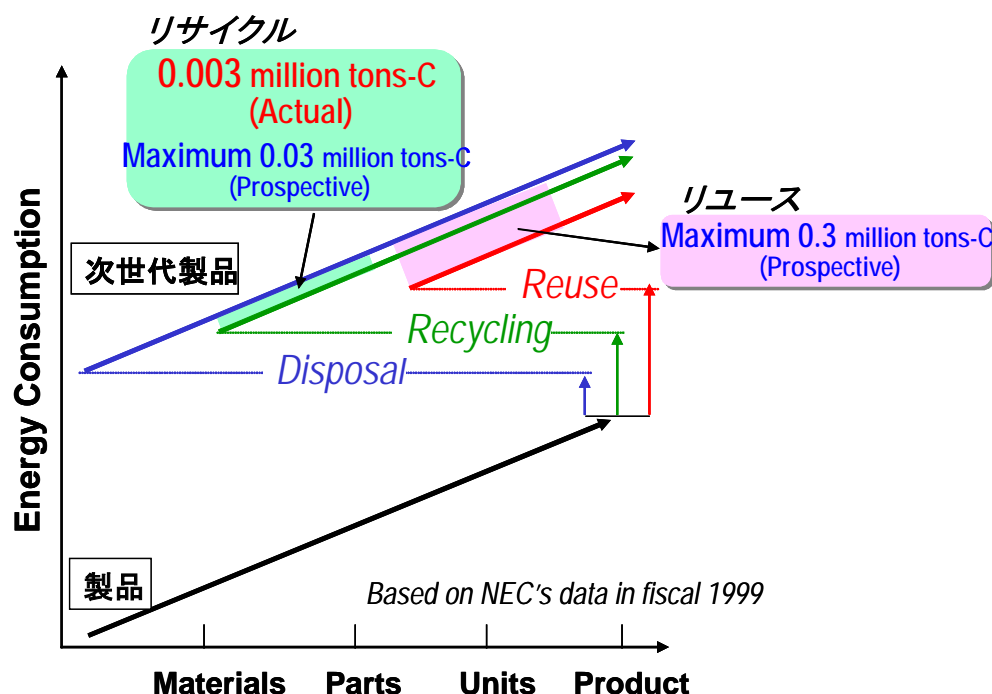 リサイクル
0.003 million tons-C
(Actual)
Maximum 0.03 million tons-C
(Prospective)
リユース
Maximum 0.3 million tons-C
(Prospective)
次世代製品
Reuse
Recycling
Disposal
Energy Consumption
製品
Based on NEC's data in fiscal 1999
Materials Parts Units Product